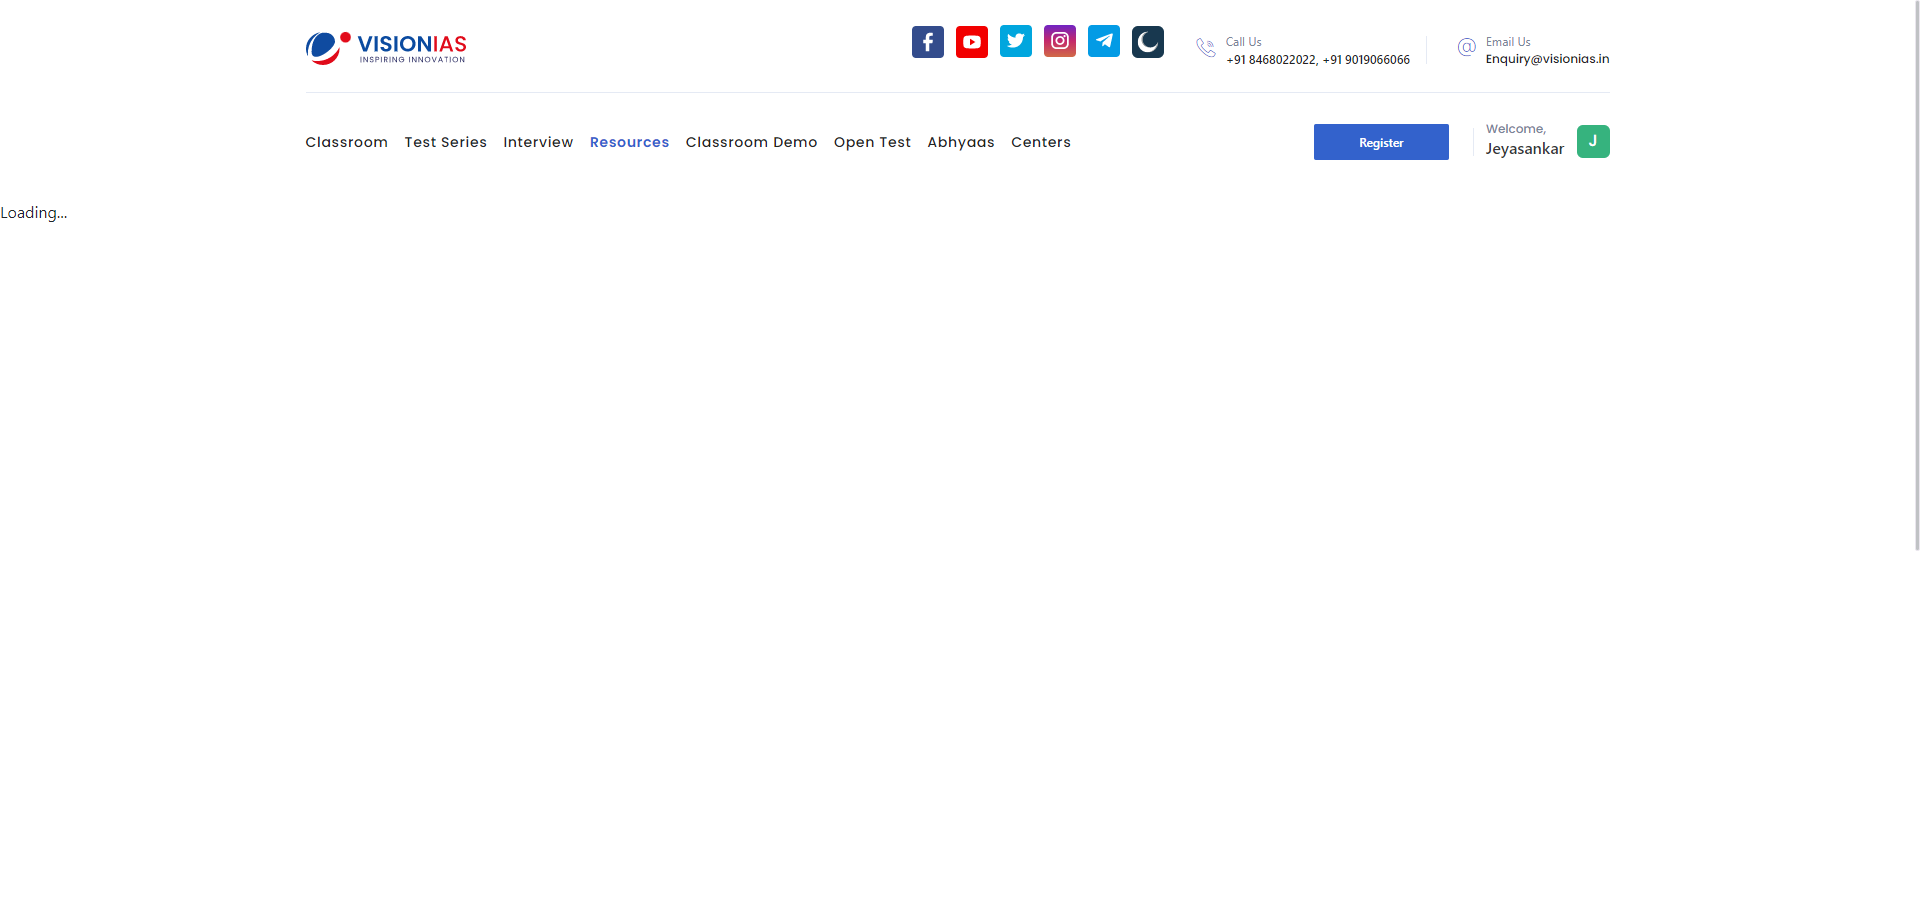 VISIONIAS
INSPIRING INNOVATION
Call Us
+91 8468022022, +91 9019066066
Email Us
Enquiry@visionias.in
Classroom Test Series Interview Resources Classroom Demo Open Test Abhyaas Centers
Register
Welcome,
Jeyasankar
J
Loading...